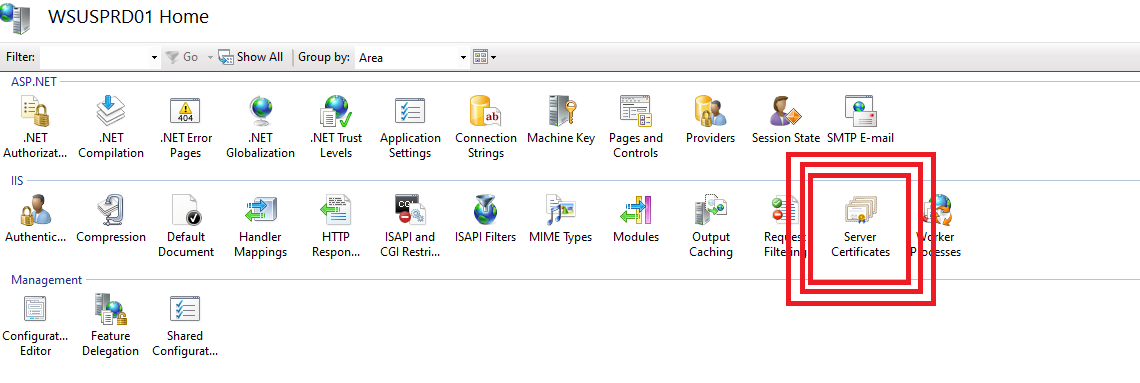 WSUSPRD01 Home
Filter: Go Show All Group by: Area
ASP.NET
.NET Authorizat...
.NET Compilation
404
.NET Error Pages
.NET Globalization
.NET Trust Levels
Application Settings
ab
Connection Strings
Machine Key
Pages and Controls
Providers
Session State
SMTP E-mail
IIS
Authentic...
Compression
Default Document
Handler Mappings
HTTP Respon...
CGI
ISAPI and CGI Restri...
ISAPI Filters
MIME Types
Modules
Output Caching
Request Filtering
Server Certificates
Worker Processes
Management
Configurat... Editor
Feature Delegation
Shared Configurat...